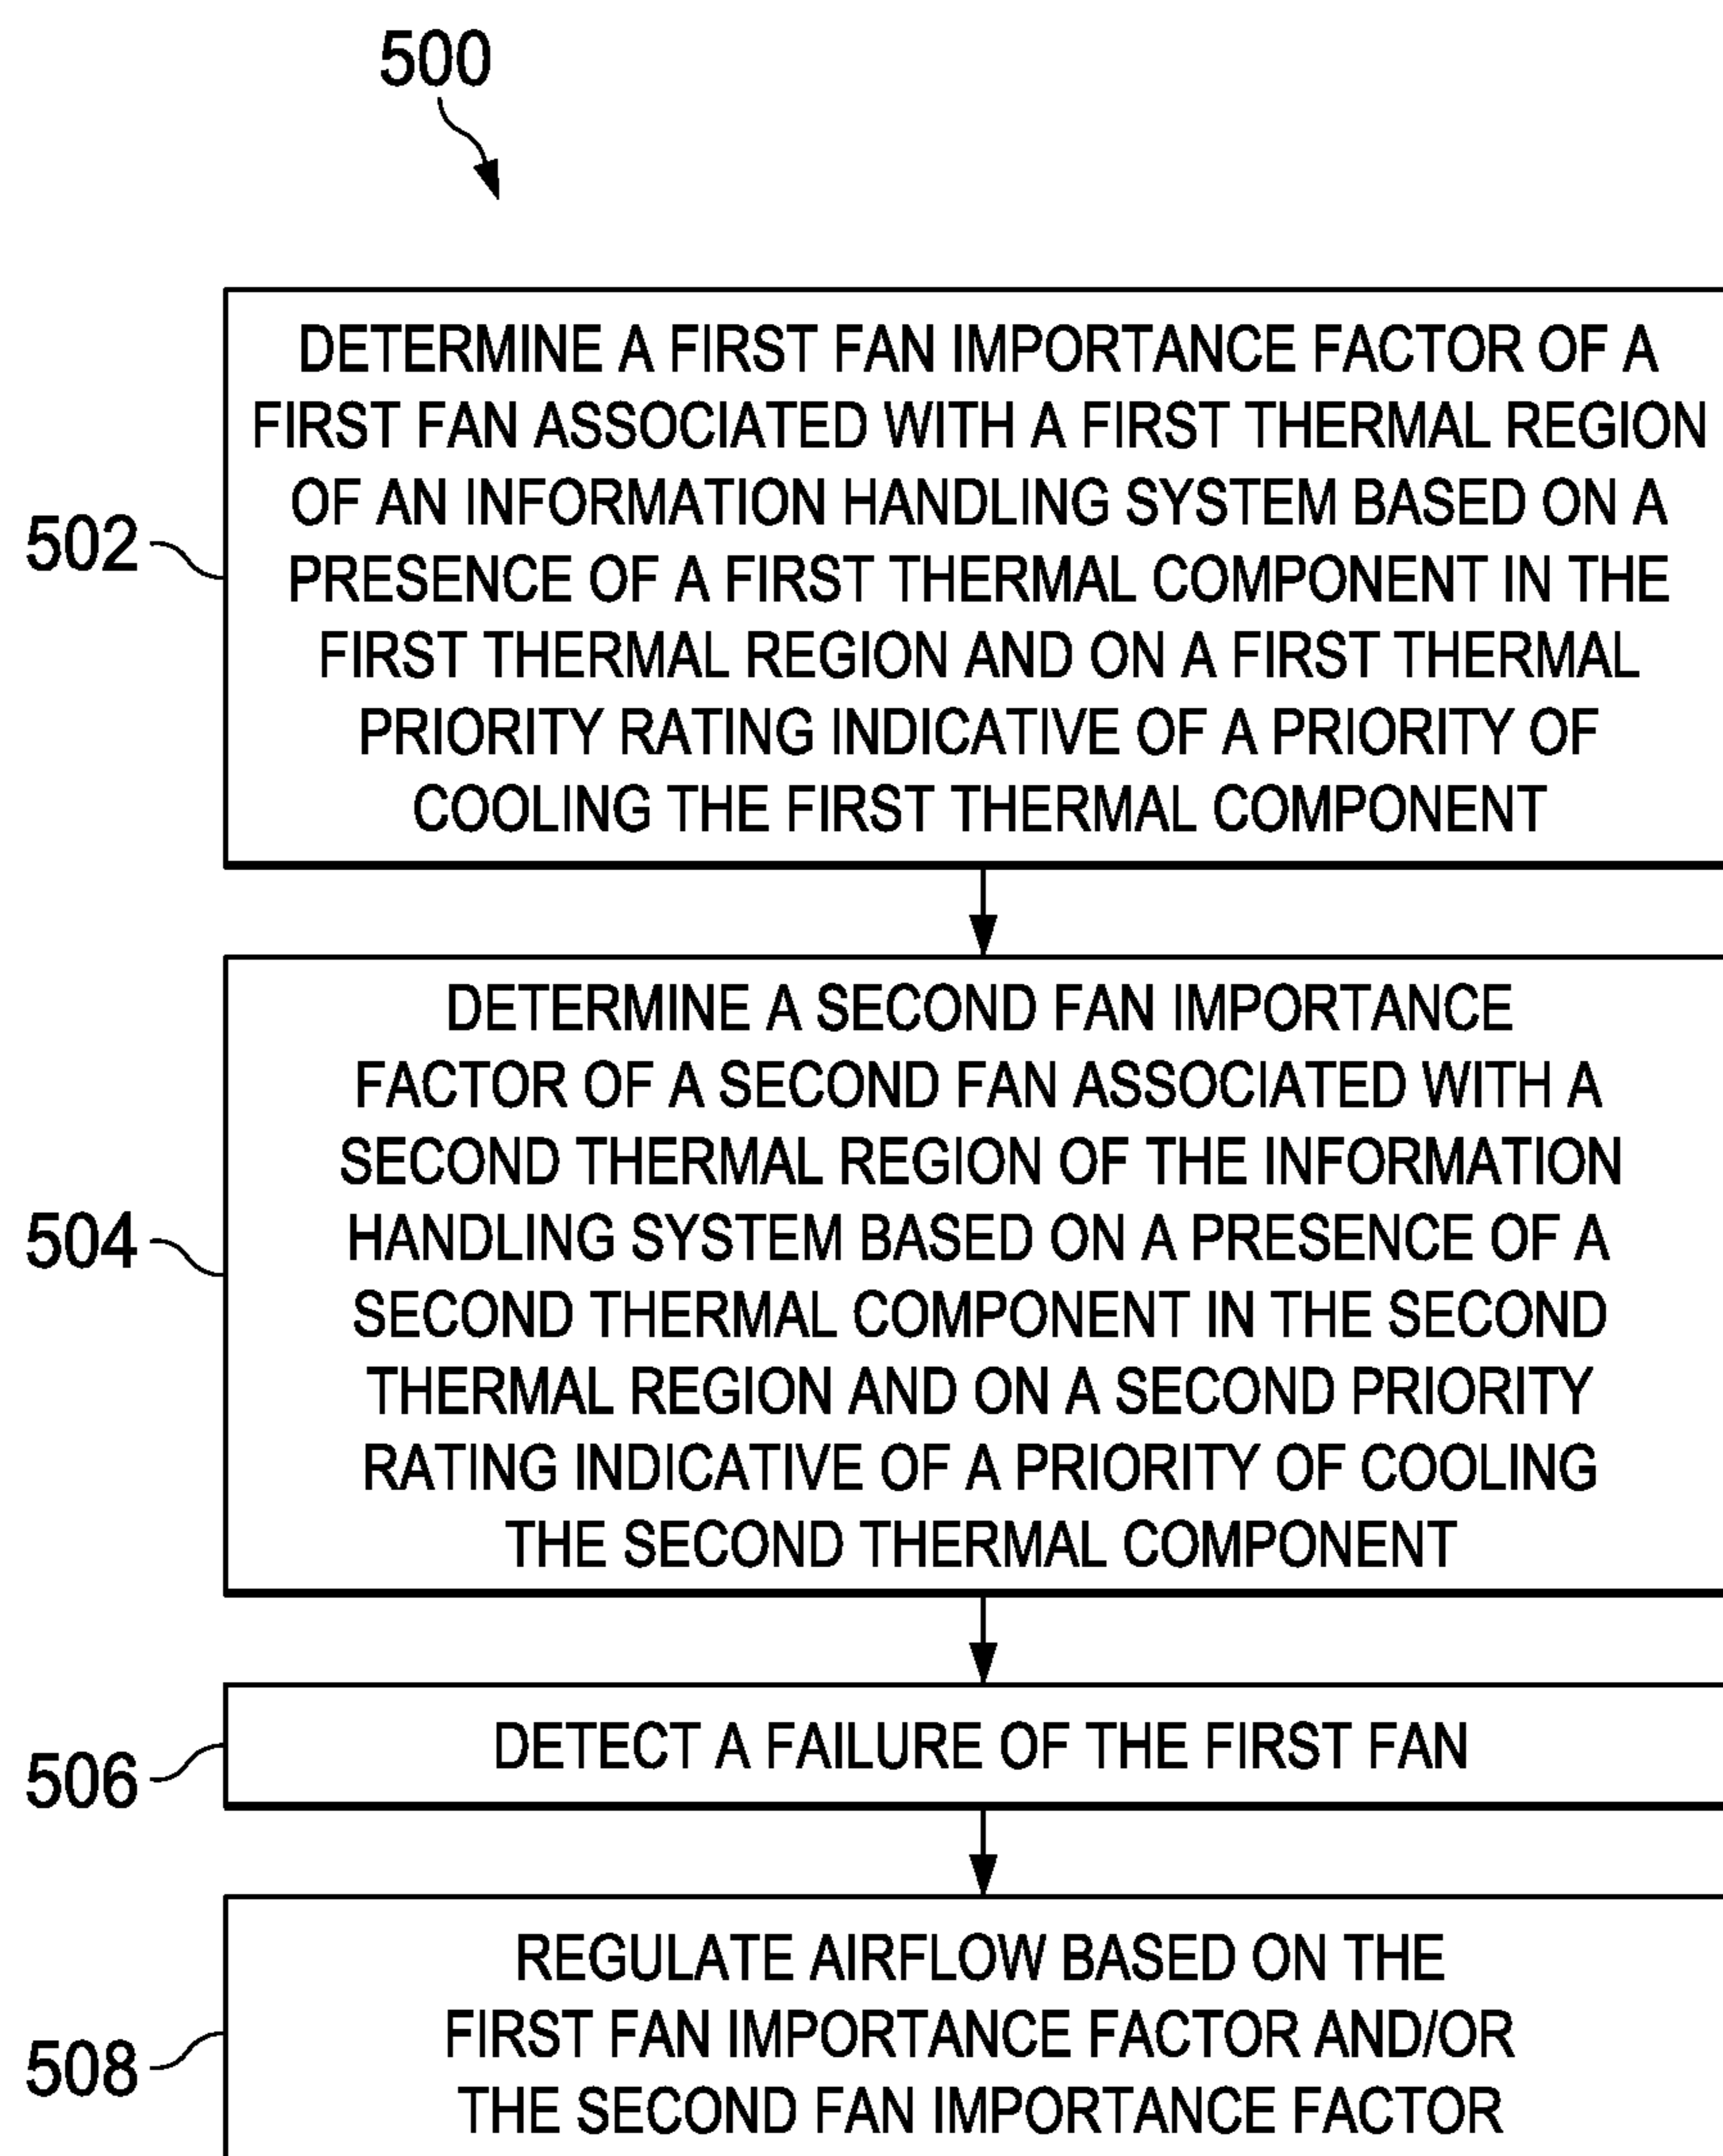 500
502
DETERMINE A FIRST FAN IMPORTANCE FACTOR OF A
FIRST FAN ASSOCIATED WITH A FIRST THERMAL REGION
OF AN INFORMATION HANDLING SYSTEM BASED ON A
PRESENCE OF A FIRST THERMAL COMPONENT IN THE
FIRST THERMAL REGION AND ON A FIRST THERMAL
PRIORITY RATING INDICATIVE OF A PRIORITY OF
COOLING THE FIRST THERMAL COMPONENT
504
DETERMINE A SECOND FAN IMPORTANCE
FACTOR OF A SECOND FAN ASSOCIATED WITH A
SECOND THERMAL REGION OF THE INFORMATION
HANDLING SYSTEM BASED ON A PRESENCE OF A
SECOND THERMAL COMPONENT IN THE SECOND
THERMAL REGION AND ON A SECOND PRIORITY
RATING INDICATIVE OF A PRIORITY OF COOLING
THE SECOND THERMAL COMPONENT
506
DETECT A FAILURE OF THE FIRST FAN
508
REGULATE AIRFLOW BASED ON THE
FIRST FAN IMPORTANCE FACTOR AND/OR
THE SECOND FAN IMPORTANCE FACTOR